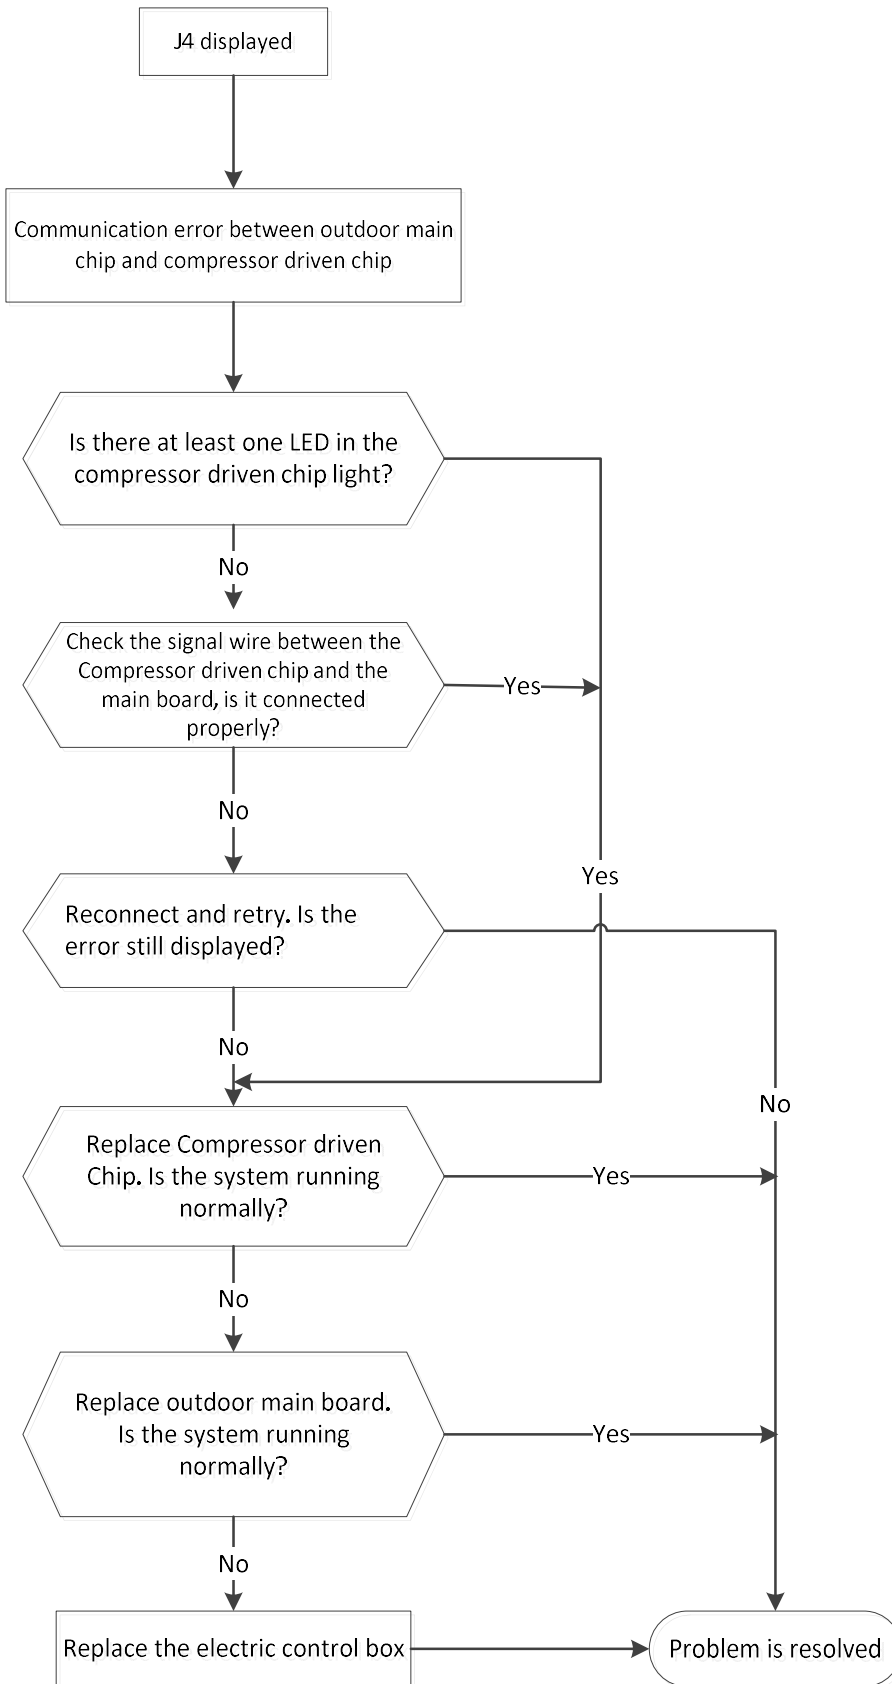 J4 displayed
Communication error between outdoor main
chip and compressor driven chip
Is there at least one LED in the
compressor driven chip light?
No
Check the signal wire between the
Compressor driven chip and the
main board, is it connected
properly?
Yes
No
Yes
Reconnect and retry. Is the
error still displayed?
No
No
Replace Compressor driven
Chip. Is the system running
normally?
Yes
No
Replace outdoor main board.
Is the system running
normally?
Yes
No
Replace the electric control box
Problem is resolved